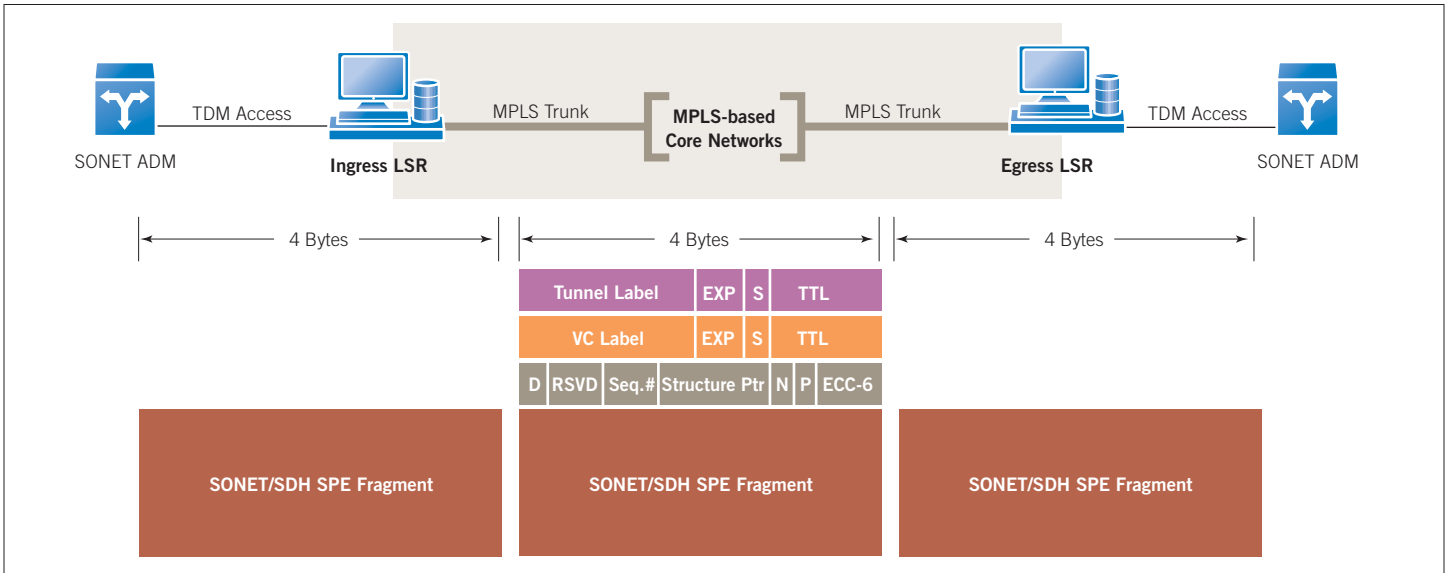 TDM Access
MPLS Trunk
MPLS-based
Core Networks
MPLS Trunk
TDM Access
SONET ADM
Ingress LSR
Egress LSR
SONET ADM
4 Bytes
4 Bytes
4 Bytes
Tunnel Label EXP S TTL
VC Label EXP S TTL
D RSVD Seq.# Structure Ptr N P ECC-6
SONET/SDH SPE Fragment
SONET/SDH SPE Fragment
SONET/SDH SPE Fragment